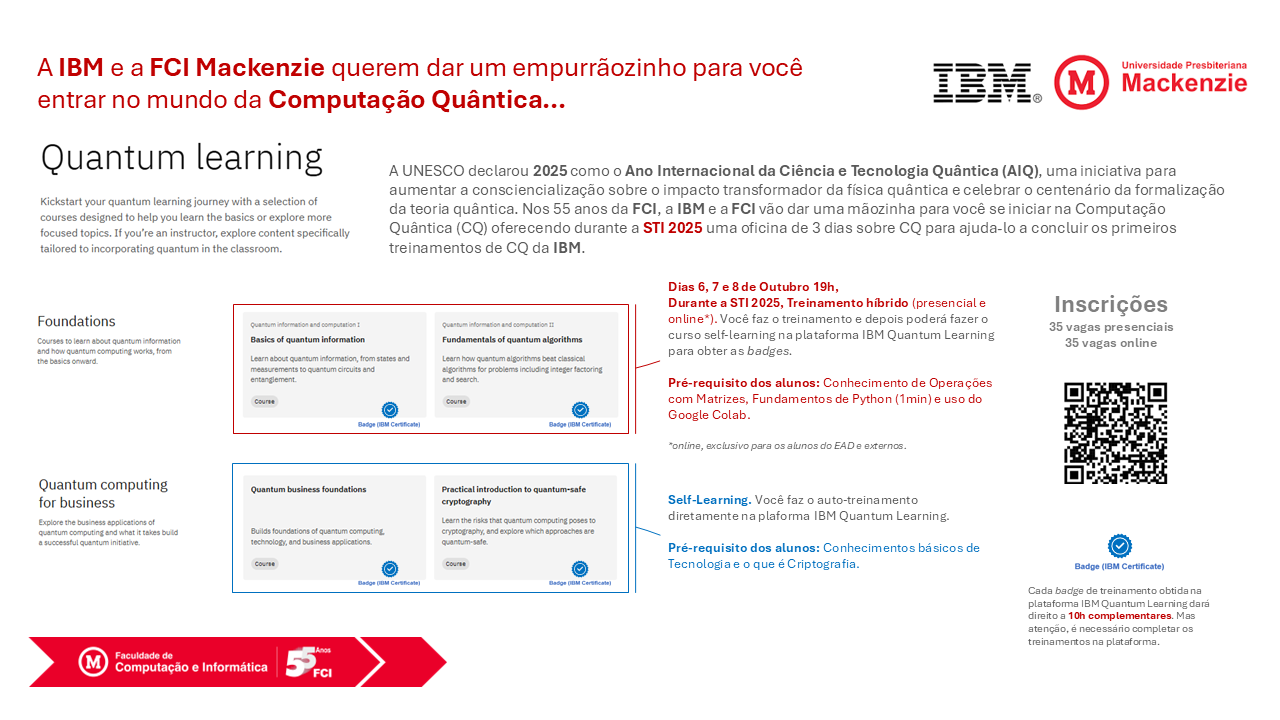 A IBM e a FCI Mackenzie querem dar um empurrãozinho para você
entrar no mundo da Computação Quântica...
IBM®
M
Universidade Presbiteriana
Mackenzie
Quantum learning
Kickstart your quantum learning journey with a selection of
courses designed to help you learn the basics or explore more
focused topics. If you're an instructor, explore content specifically
tailored to incorporating quantum in the classroom.
A UNESCO declarou 2025 como o Ano Internacional da Ciência e Tecnologia Quântica (AIQ), uma iniciativa para
aumentar a consciencialização sobre o impacto transformador da física quântica e celebrar o centenário da formalização
da teoria quântica. Nos 55 anos da FCI, a IBM e a FCI vão dar uma mãozinha para você se iniciar na Computação
Quântica (CQ) oferecendo durante a STI 2025 uma oficina de 3 dias sobre CQ para ajuda-lo a concluir os primeiros
treinamentos de CQ da IBM.
Foundations
Courses to learn about quantum information
and how quantum computing works, from
the basics onward.
Quantum information and computation I
Basics of quantum information
Learn about quantum information, from states and
measurements to quantum circuits and
entanglement.
Course
Badge (IBM Certificate)
Quantum information and computation II
Fundamentals of quantum algorithms
Learn how quantum algorithms beat classical
algorithms for problems including integer factoring
and search.
Course
Badge (IBM Certificate)
Dias 6, 7 e 8 de Outubro 19h,
Durante a STI 2025, Treinamento híbrido (presencial e
online*). Você faz o treinamento e depois poderá fazer o
curso self-learning na plataforma IBM Quantum Learning
para obter as badges.
Pré-requisito dos alunos: Conhecimento de Operações
com Matrizes, Fundamentos de Python (1min) e uso do
Google Colab.
*online, exclusivo para os alunos do EAD e externos.
Inscrições
35 vagas presenciais
35 vagas online
Quantum computing
for business
Explore the business applications of
quantum computing and what it takes build
a successful quantum initiative.
Quantum business foundations
Builds foundations of quantum computing,
technology, and business applications.
Course
Badge (IBM Certificate)
Practical introduction to quantum-safe
cryptography
Learn the risks that quantum computing poses to
cryptography, and explore which approaches are
quantum-safe.
Course
Badge (IBM Certificate)
Self-Learning. Você faz o auto-treinamento
diretamente na plaforma IBM Quantum Learning.
Pré-requisito dos alunos: Conhecimentos básicos de
Tecnologia e o que é Criptografia.
Badge (IBM Certificate)
Cada badge de treinamento obtida na
plataforma IBM Quantum Learning dará
direito a 10h complementares. Mas
atenção, é necessário completar os
treinamentos na plataforma.
M
Faculdade de
Computação e Informática
55 Anos
FCI